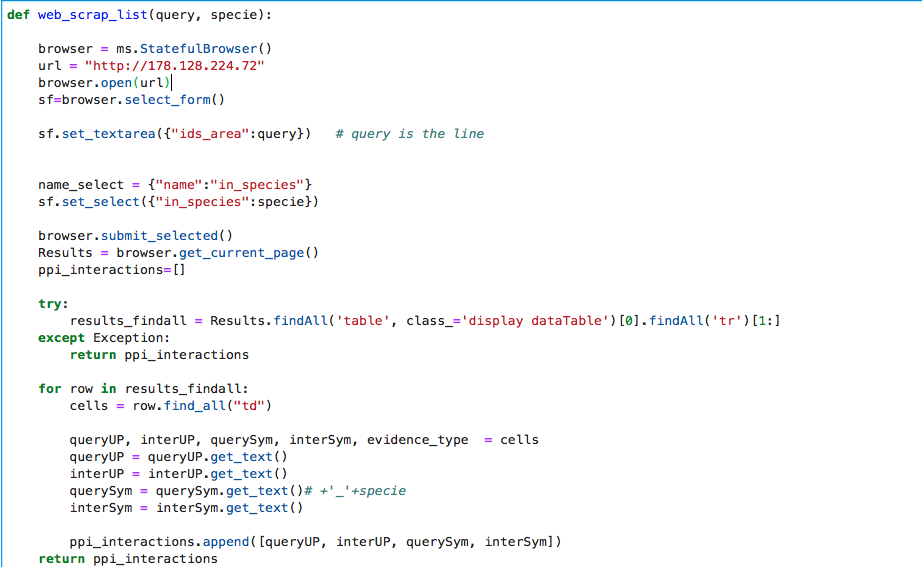 def web_scrap_list(query, specie):
browser = ms.StatefulBrowser()
url = "http://178.128.224.72"
browser.open(url)
sf=browser.select_form()
sf.set_textarea({"ids_area":query})   # query is the line
name_select = {"name":"in_species"}
sf.set_select({"in_species":specie})
browser.submit_selected()
Results = browser.get_current_page()
ppi_interactions=[]
try:
results_findall = Results.findAll('table', class_='display dataTable')[0].findAll('tr')[1:]
except Exception:
return ppi_interactions
for row in results_findall:
cells = row.find_all("td")
queryUP, interUP, querySym, interSym, evidence_type  = cells
queryUP = queryUP.get_text()
interUP = interUP.get_text()
querySym = querySym.get_text()# +'_'+specie
interSym = interSym.get_text()
ppi_interactions.append([queryUP, interUP, querySym, interSym])
return ppi_interactions